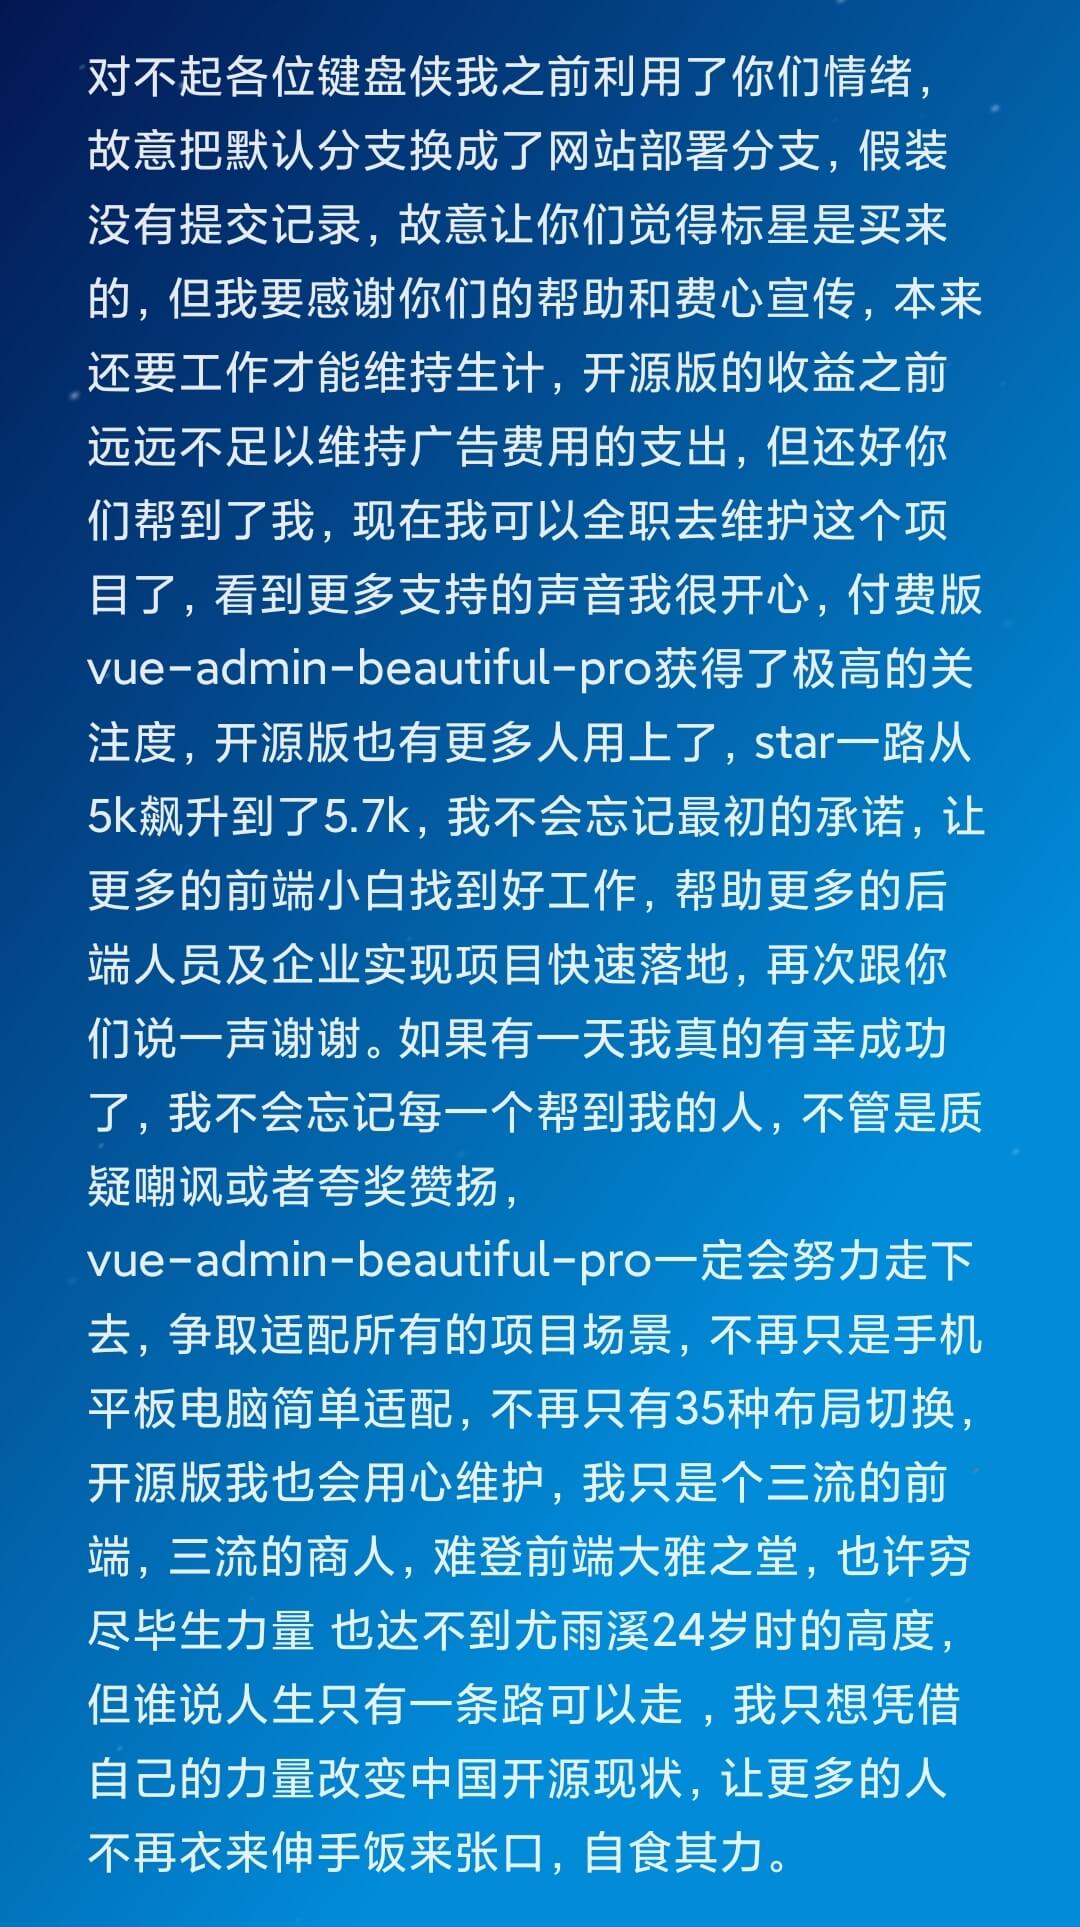 对不起各位键盘侠我之前利用了你们情绪，
故意把默认分支换成了网站部署分支，假装
没有提交记录，故意让你们觉得标星是买来
的，但我要感谢你们的帮助和费心宣传，本来
还要工作才能维持生计，开源版的收益之前
远远不足以维持广告费用的支出，但还好你
们帮到了我，现在我可以全职去维护这个项
目了，看到更多支持的声音我很开心，付费版
vue-admin-beautiful-pro获得了极高的关
注度，开源版也有更多人用上了，star一路从
5k飙升到了5.7k，我不会忘记最初的承诺，让
更多的前端小白找到好工作，帮助更多的后
端人员及企业实现项目快速落地，再次跟你
们说一声谢谢。如果有一天我真的有幸成功
了，我不会忘记每一个帮到我的人，不管是质
疑嘲讽或者夸奖赞扬，
vue-admin-beautiful-pro一定会努力走下
去，争取适配所有的项目场景，不再只是手机
平板电脑简单适配，不再只有35种布局切换，
开源版我也会用心维护，我只是个三流的前
端，三流的商人，难登前端大雅之堂，也许穷
尽毕生力量 也达不到尤雨溪24岁时的高度，
但谁说人生只有一条路可以走 ，我只想凭借
自己的力量改变中国开源现状，让更多的人
不再衣来伸手饭来张口，自食其力。